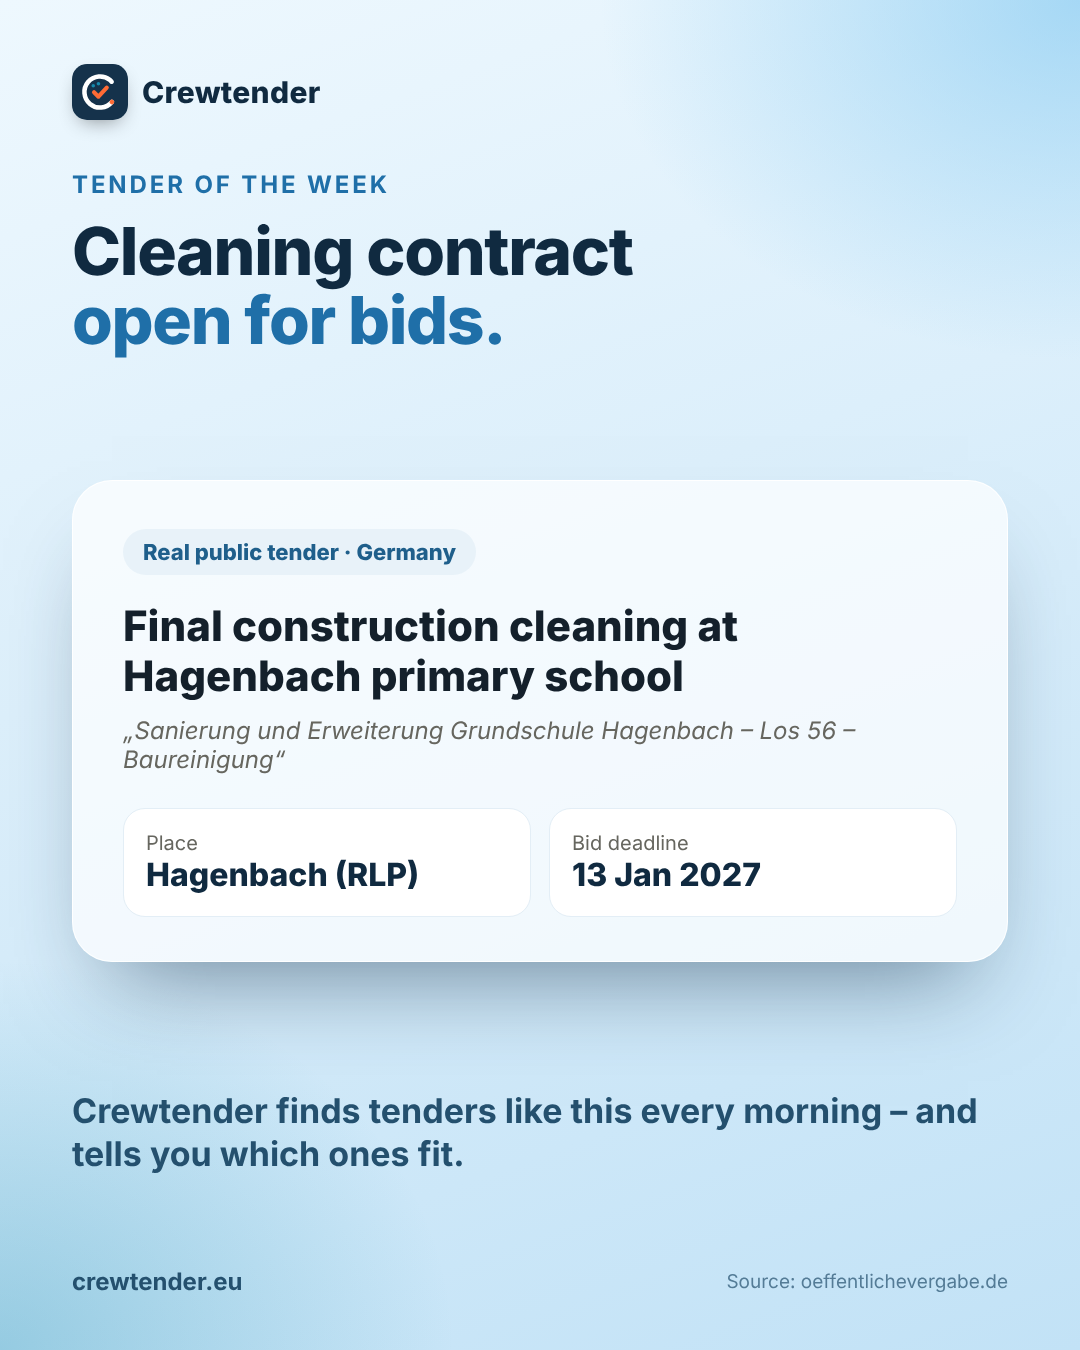 Crewtender
TENDER OF THE WEEK
Cleaning contract
open for bids.
Real public tender · Germany
Final construction cleaning at
Hagenbach primary school
„Sanierung und Erweiterung Grundschule Hagenbach – Los 56 –
Baureinigung“
Place
Hagenbach (RLP)
Bid deadline
13 Jan 2027
Crewtender finds tenders like this every morning – and
tells you which ones fit.
crewtender.eu
Source: oeffentlichevergabe.de